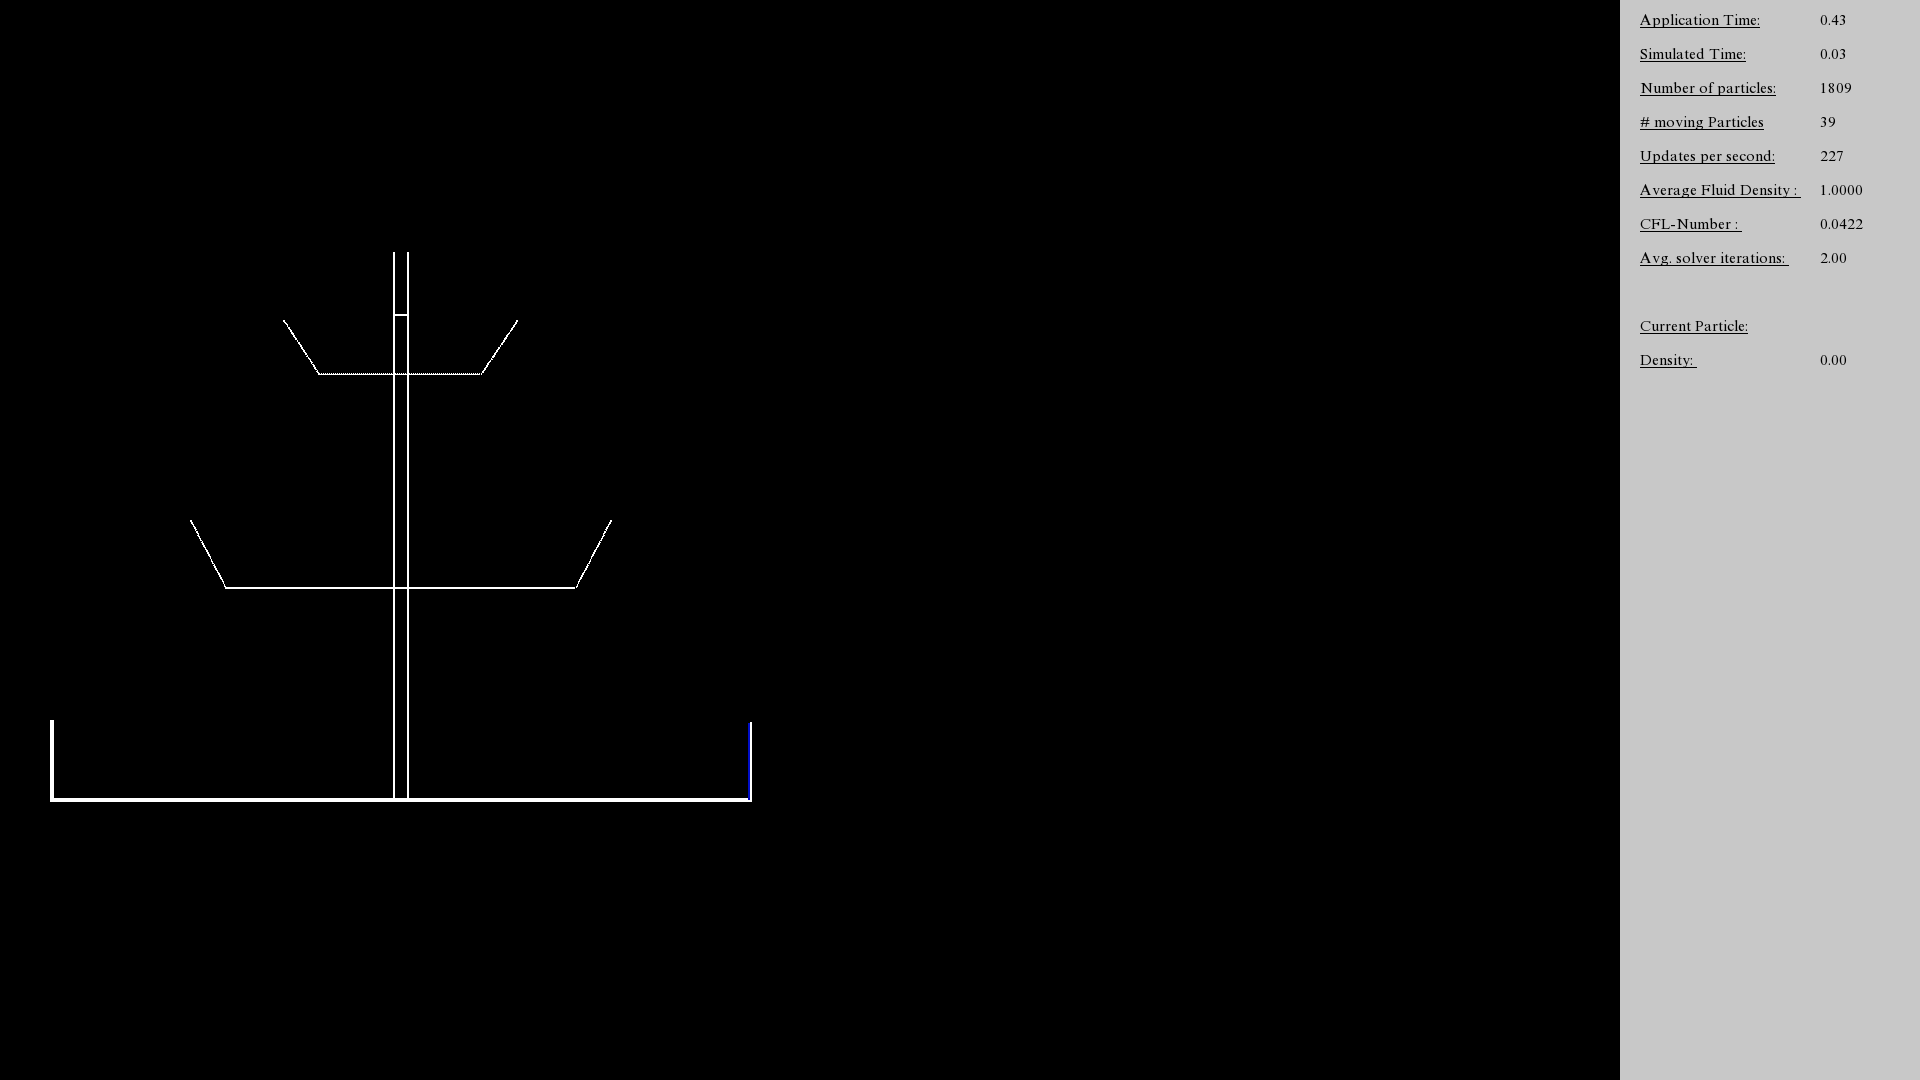 Application Time: 0.43
Simulated Time: 0.03
Number of particles: 1809
# moving Particles 39
Updates per second: 227
Average Fluid Density : 1.0000
CFL-Number : 0.0422
Avg. solver iterations: 2.00
Current Particle:
Density: 0.00